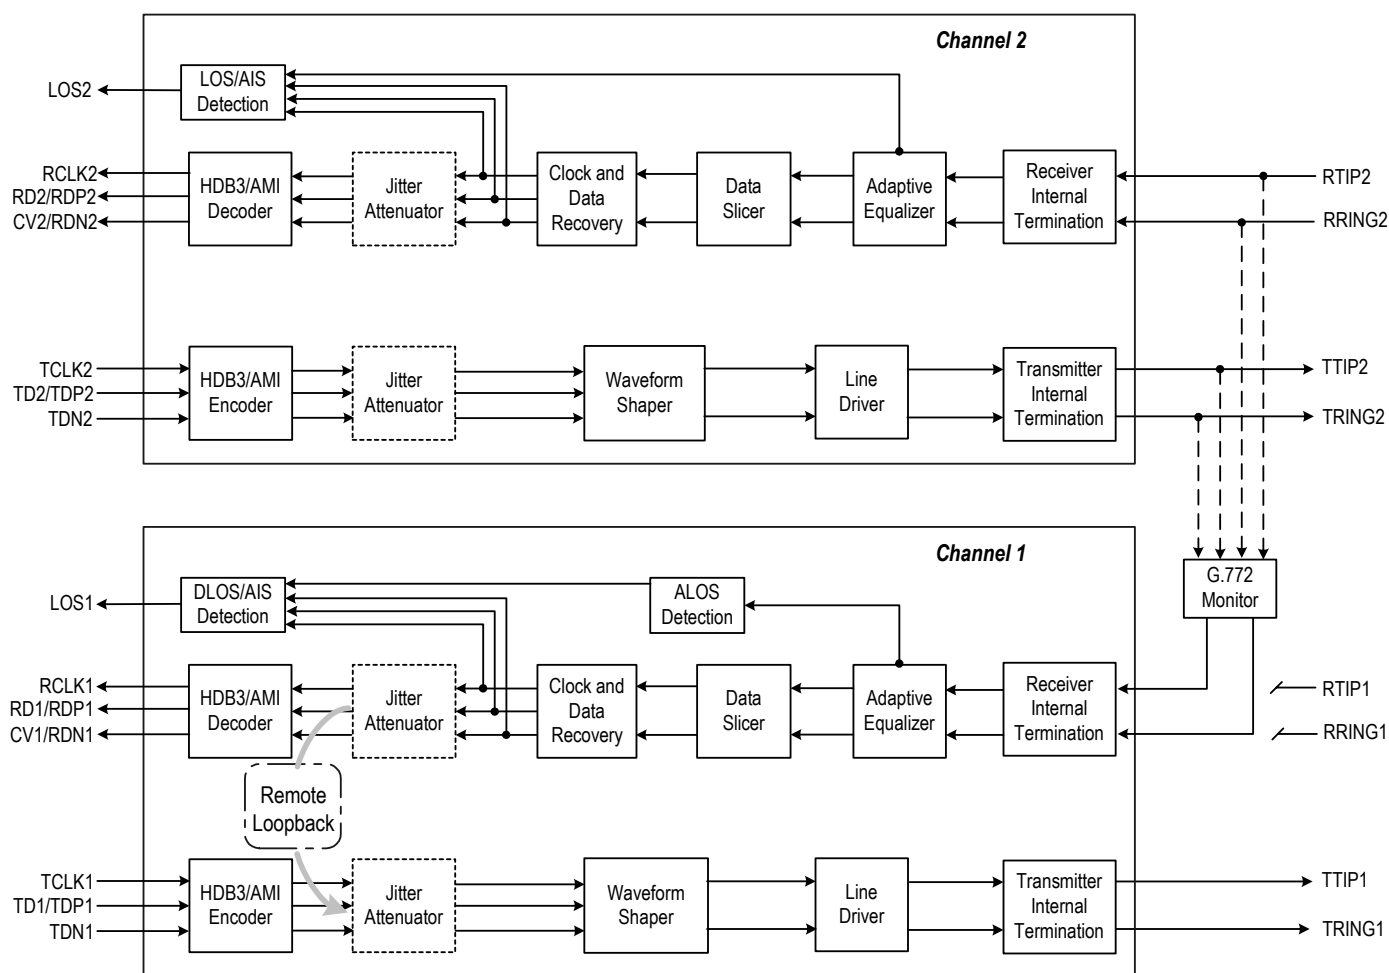 Channel 2
LOS/AIS
Detection
LOS2
RCLK2
RD2/RDP2
CV2/RDN2
HDB3/AMI
Decoder
Jitter
Attenuator
Clock and
Data
Recovery
Data
Slicer
Adaptive
Equalizer
Receiver
Internal
Termination
RTIP2
RRING2
TCLK2
TD2/TDP2
TDN2
HDB3/AMI
Encoder
Jitter
Attenuator
Waveform
Shaper
Line
Driver
Transmitter
Internal
Termination
TTIP2
TRING2
Channel 1
G.772
Monitor
DLOS/AIS
Detection
ALOS
Detection
LOS1
RCLK1
RD1/RDP1
CV1/RDN1
HDB3/AMI
Decoder
Jitter
Attenuator
Clock and
Data
Recovery
Data
Slicer
Adaptive
Equalizer
Receiver
Internal
Termination
RTIP1
RRING1
Remote
Loopback
TCLK1
TD1/TDP1
TDN1
HDB3/AMI
Encoder
Jitter
Attenuator
Waveform
Shaper
Line
Driver
Transmitter
Internal
Termination
TTIP1
TRING1